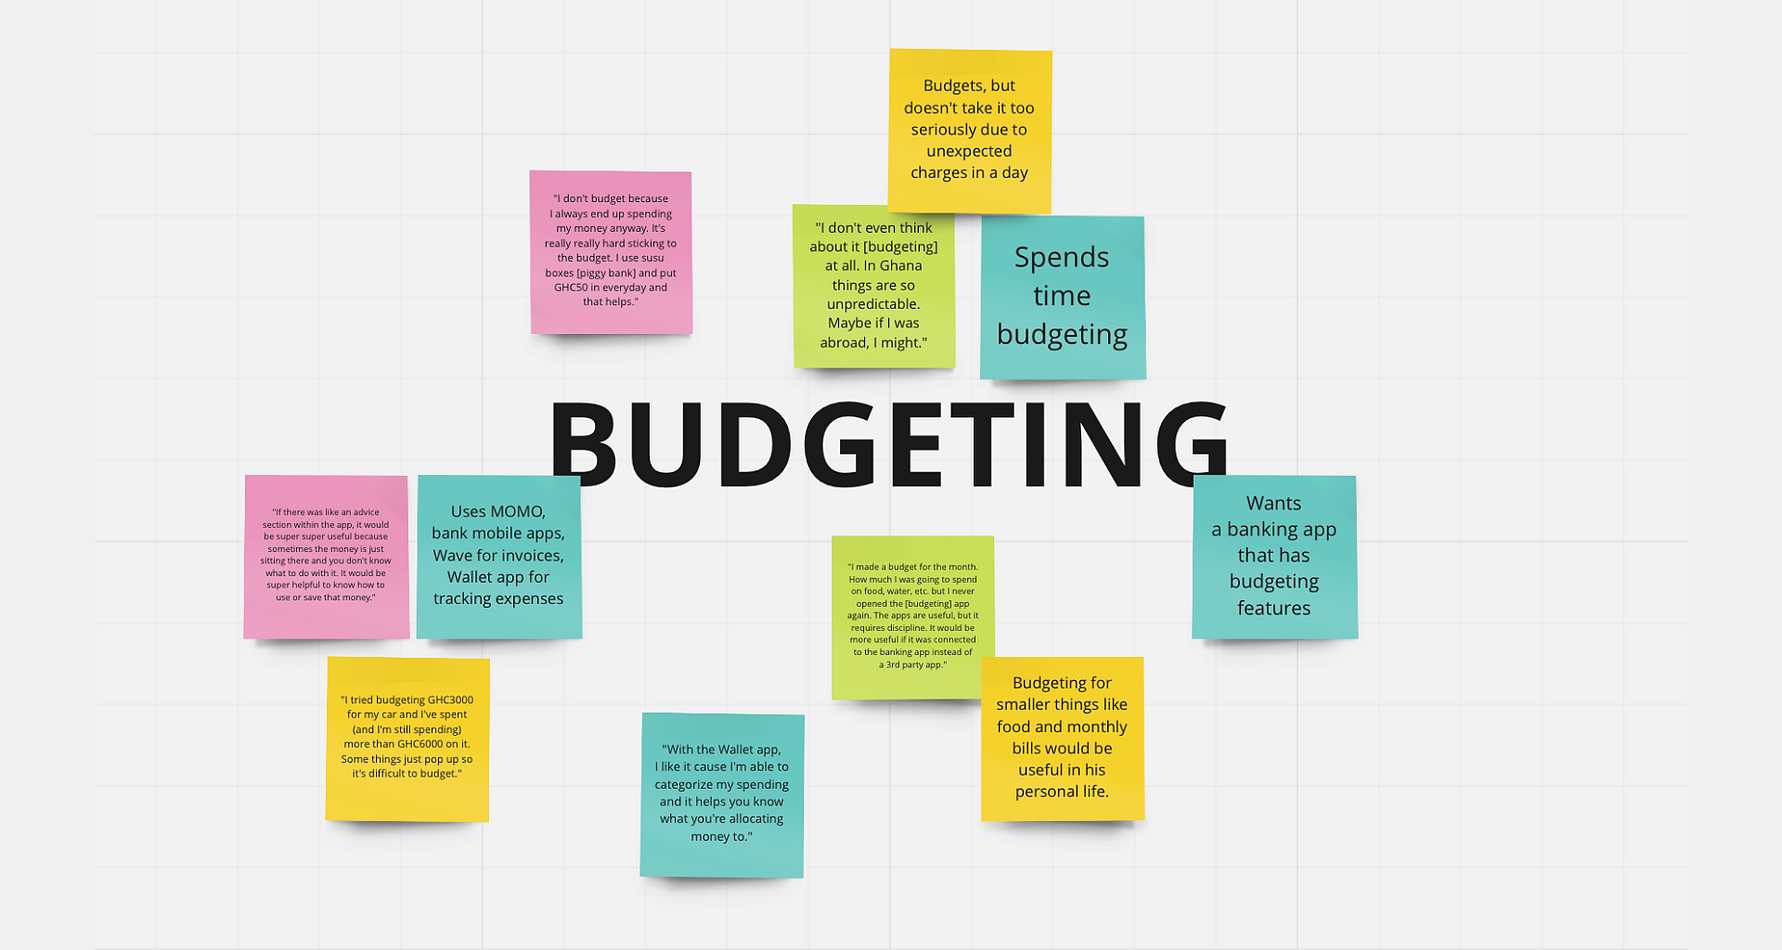 Budgets, but
doesn't take it too
seriously due to
unexpected
charges in a day
"I don't budget because
I always end up spending
my money anyway. It's
really really hard sticking to
the budget. I use susu
boxes [piggy bank] and put
GHC50 in everyday and
that helps."
"I don't even think
about it [budgeting]
at all. In Ghana
things are so
unpredictable.
Maybe if I was
abroad, I might."
Spends
time
budgeting
BUDGETING
"If there was like an advice
section within the app, it would
be super super useful because
sometimes the money is just
sitting there and you don't know
what to do with it. It would be
super helpful to know how to
use or save that money."
Uses MOMO,
bank mobile apps,
Wave for invoices,
Wallet app for
tracking expenses
"I made a budget for the month.
How much I was going to spend
on food, water, etc. but I never
opened the [budgeting] app
again. The apps are useful, but it
requires discipline. It would be
more useful if it was connected
to the banking app instead of
a 3rd party app."
Wants
a banking app
that has
budgeting
features
"I tried budgeting GHC3000
for my car and I've spent
(and I'm still spending)
more than GHC6000 on it.
Some things just pop up so
it's difficult to budget."
"With the Wallet app,
I like it cause I'm able to
categorize my spending
and it helps you know
what you're allocating
money to."
Budgeting for
smaller things like
food and monthly
bills would be
useful in his
personal life.